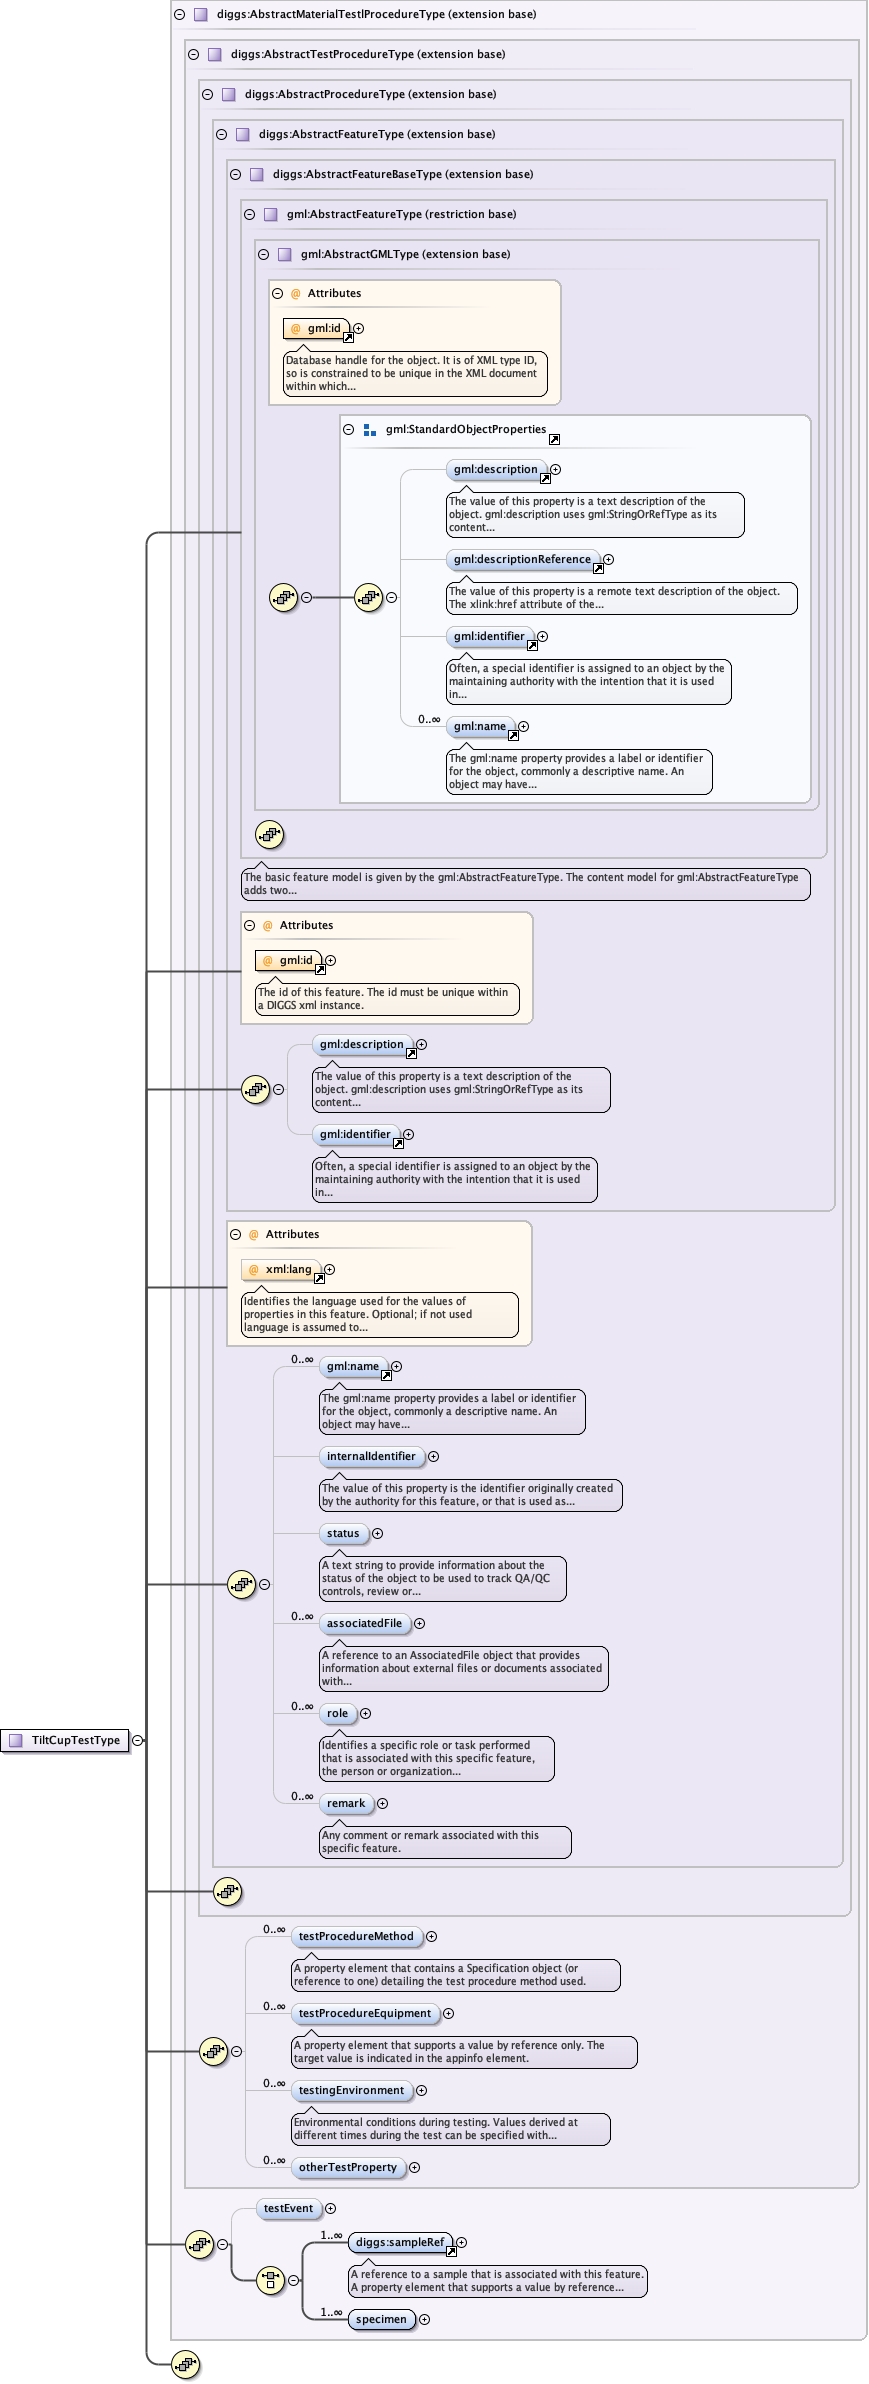 diggs:AbstractMaterialTestlProcedureType (extension base)
diggs:AbstractTestProcedureType (extension base)
diggs:AbstractProcedureType (extension base)
diggs:AbstractFeatureType (extension base)
diggs:AbstractFeatureBaseType (extension base)
gml:AbstractFeatureType (restriction base)
gml:AbstractGMLType (extension base)
@ Attributes
@ gml:id
Database handle for the object. It is of XML type ID,
so is constrained to be unique in the XML document
within which...
gml:StandardObjectProperties
gml:description
The value of this property is a text description of the
object. gml:description uses gml:StringOrRefType as its
content...
gml:descriptionReference
The value of this property is a remote text description of the object.
The xlink:href attribute of the...
gml:identifier
Often, a special identifier is assigned to an object by the
maintaining authority with the intention that it is used
in...
0..∞
gml:name
The gml:name property provides a label or identifier
for the object, commonly a descriptive name. An
object may have...
The basic feature model is given by the gml:AbstractFeatureType. The content model for gml:AbstractFeatureType
adds two...
@ Attributes
@ gml:id
The id of this feature. The id must be unique within
a DIGGS xml instance.
gml:description
The value of this property is a text description of the
object. gml:description uses gml:StringOrRefType as its
content...
gml:identifier
Often, a special identifier is assigned to an object by the
maintaining authority with the intention that it is used
in...
@ Attributes
@ xml:lang
Identifies the language used for the values of
properties in this feature. Optional; if not used
language is assumed to...
0..∞
gml:name
The gml:name property provides a label or identifier
for the object, commonly a descriptive name. An
object may have...
internalIdentifier
The value of this property is the identifier originally created
by the authority for this feature, or that is used as...
status
A text string to provide information about the
status of the object to be used to track QA/QC
controls, review or...
0..∞
associatedFile
A reference to an AssociatedFile object that provides
information about external files or documents associated
with...
0..∞
role
Identifies a specific role or task performed
that is associated with this specific feature,
the person or organization...
TiltCupTestType
0..∞
remark
Any comment or remark associated with this
specific feature.
0..∞
testProcedureMethod
A property element that contains a Specification object (or
reference to one) detailing the test procedure method used.
0..∞
testProcedureEquipment
A property element that supports a value by reference only. The
target value is indicated in the appinfo element.
0..∞
testingEnvironment
Environmental conditions during testing. Values derived at
different times during the test can be specified with...
0..∞
otherTestProperty
testEvent
1..∞
diggs:sampleRef
A reference to a sample that is associated with this feature.
A property element that supports a value by reference...
1..∞
specimen